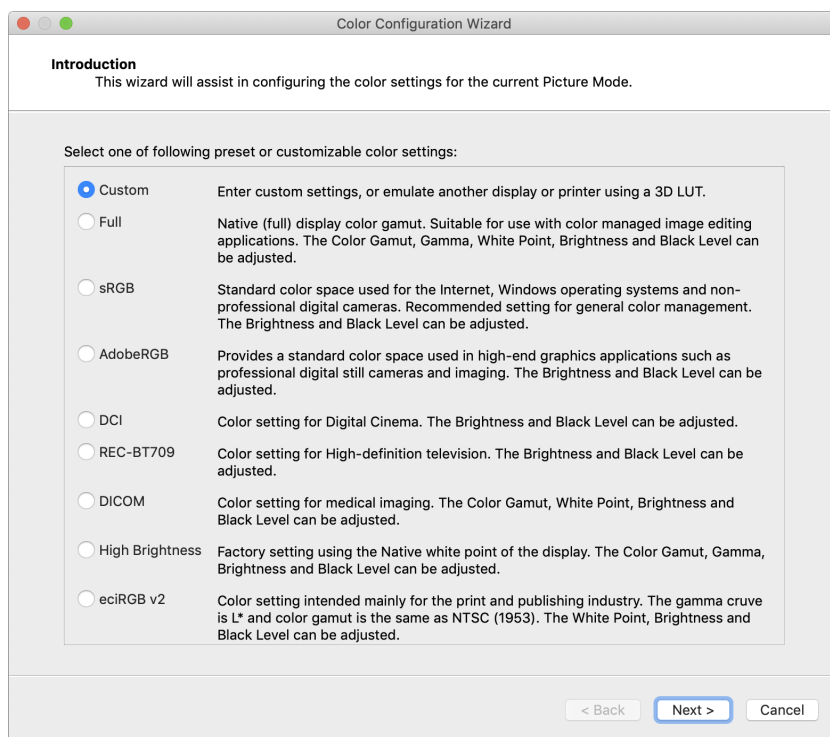 Color Configuration Wizard
Introduction
This wizard will assist in configuring the color settings for the current Picture Mode.
Select one of following preset or customizable color settings:
Custom Enter custom settings, or emulate another display or printer using a 3D LUT.
Full Native (full) display color gamut. Suitable for use with color managed image editing
applications. The Color Gamut, Gamma, White Point, Brightness and Black Level can
be adjusted.
sRGB Standard color space used for the Internet, Windows operating systems and non-
professional digital cameras. Recommended setting for general color management.
The Brightness and Black Level can be adjusted.
AdobeRGB Provides a standard color space used in high-end graphics applications such as
professional digital still cameras and imaging. The Brightness and Black Level can be
adjusted.
DCI Color setting for Digital Cinema. The Brightness and Black Level can be adjusted.
REC-BT709 Color setting for High-definition television. The Brightness and Black Level can be
adjusted.
DICOM Color setting for medical imaging. The Color Gamut, White Point, Brightness and
Black Level can be adjusted.
High Brightness Factory setting using the Native white point of the display. The Color Gamut, Gamma,
Brightness and Black Level can be adjusted.
eciRGB v2 Color setting intended mainly for the print and publishing industry. The gamma cruve
is L* and color gamut is the same as NTSC (1953). The White Point, Brightness and
Black Level can be adjusted.
< Back Next > Cancel